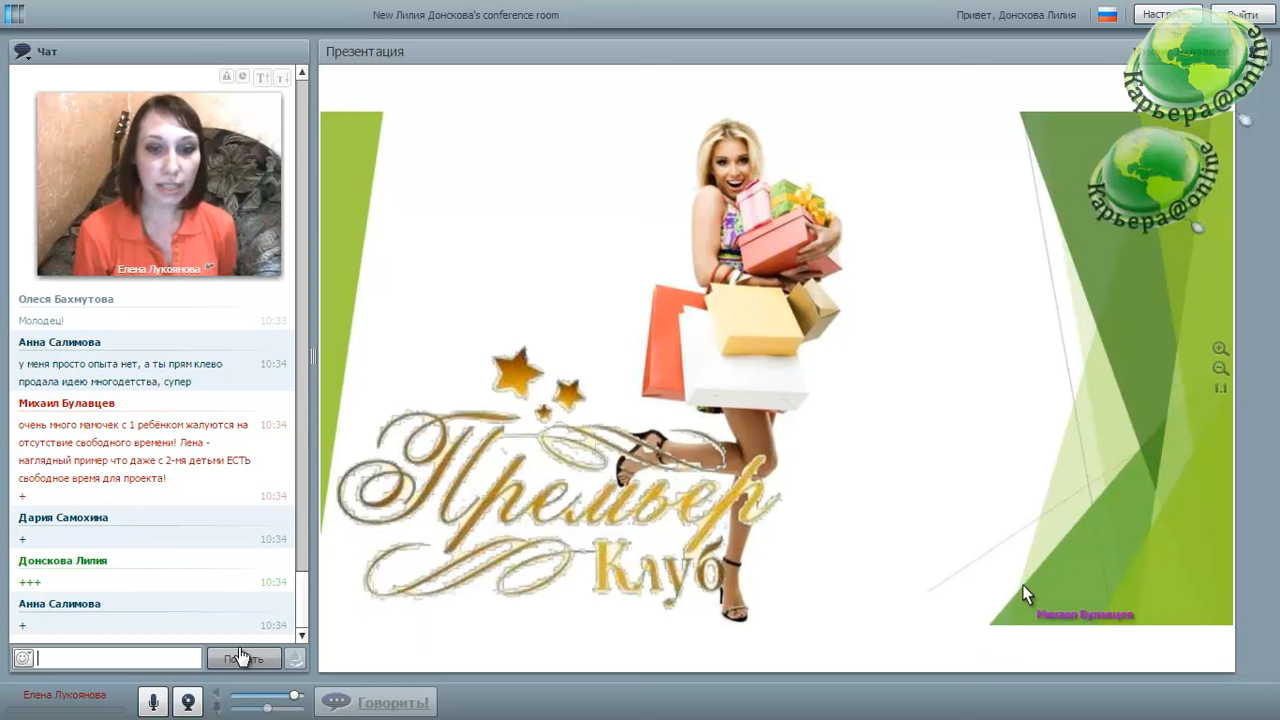 New Лилия Донскова's conference room
Привет, Донскова Лилия
Выйти
Чат
Презентация
Карьера@online
Карьера@online
Елена Лукоянова
Олеся Бахмутова
Молодец! 10:33
Анна Салимова
у меня просто опыта нет, а ты прям клево 10:34
продала идею многодетства, супер
Михаил Булавцев
очень много мамочек с 1 ребёнком жалуются на 10:34
отсутствие свободного времени! Лена -
наглядный пример что даже с 2-мя детьми ЕСТЬ
свободное время для проекта!
+ 10:34
Дария Самохина
+ 10:34
Донскова Лилия
+++ 10:34
Анна Салимова
+ 10:34
Премьер
Клуб
Михаил Булавцев
1:1
Елена Лукоянова
Говорить!